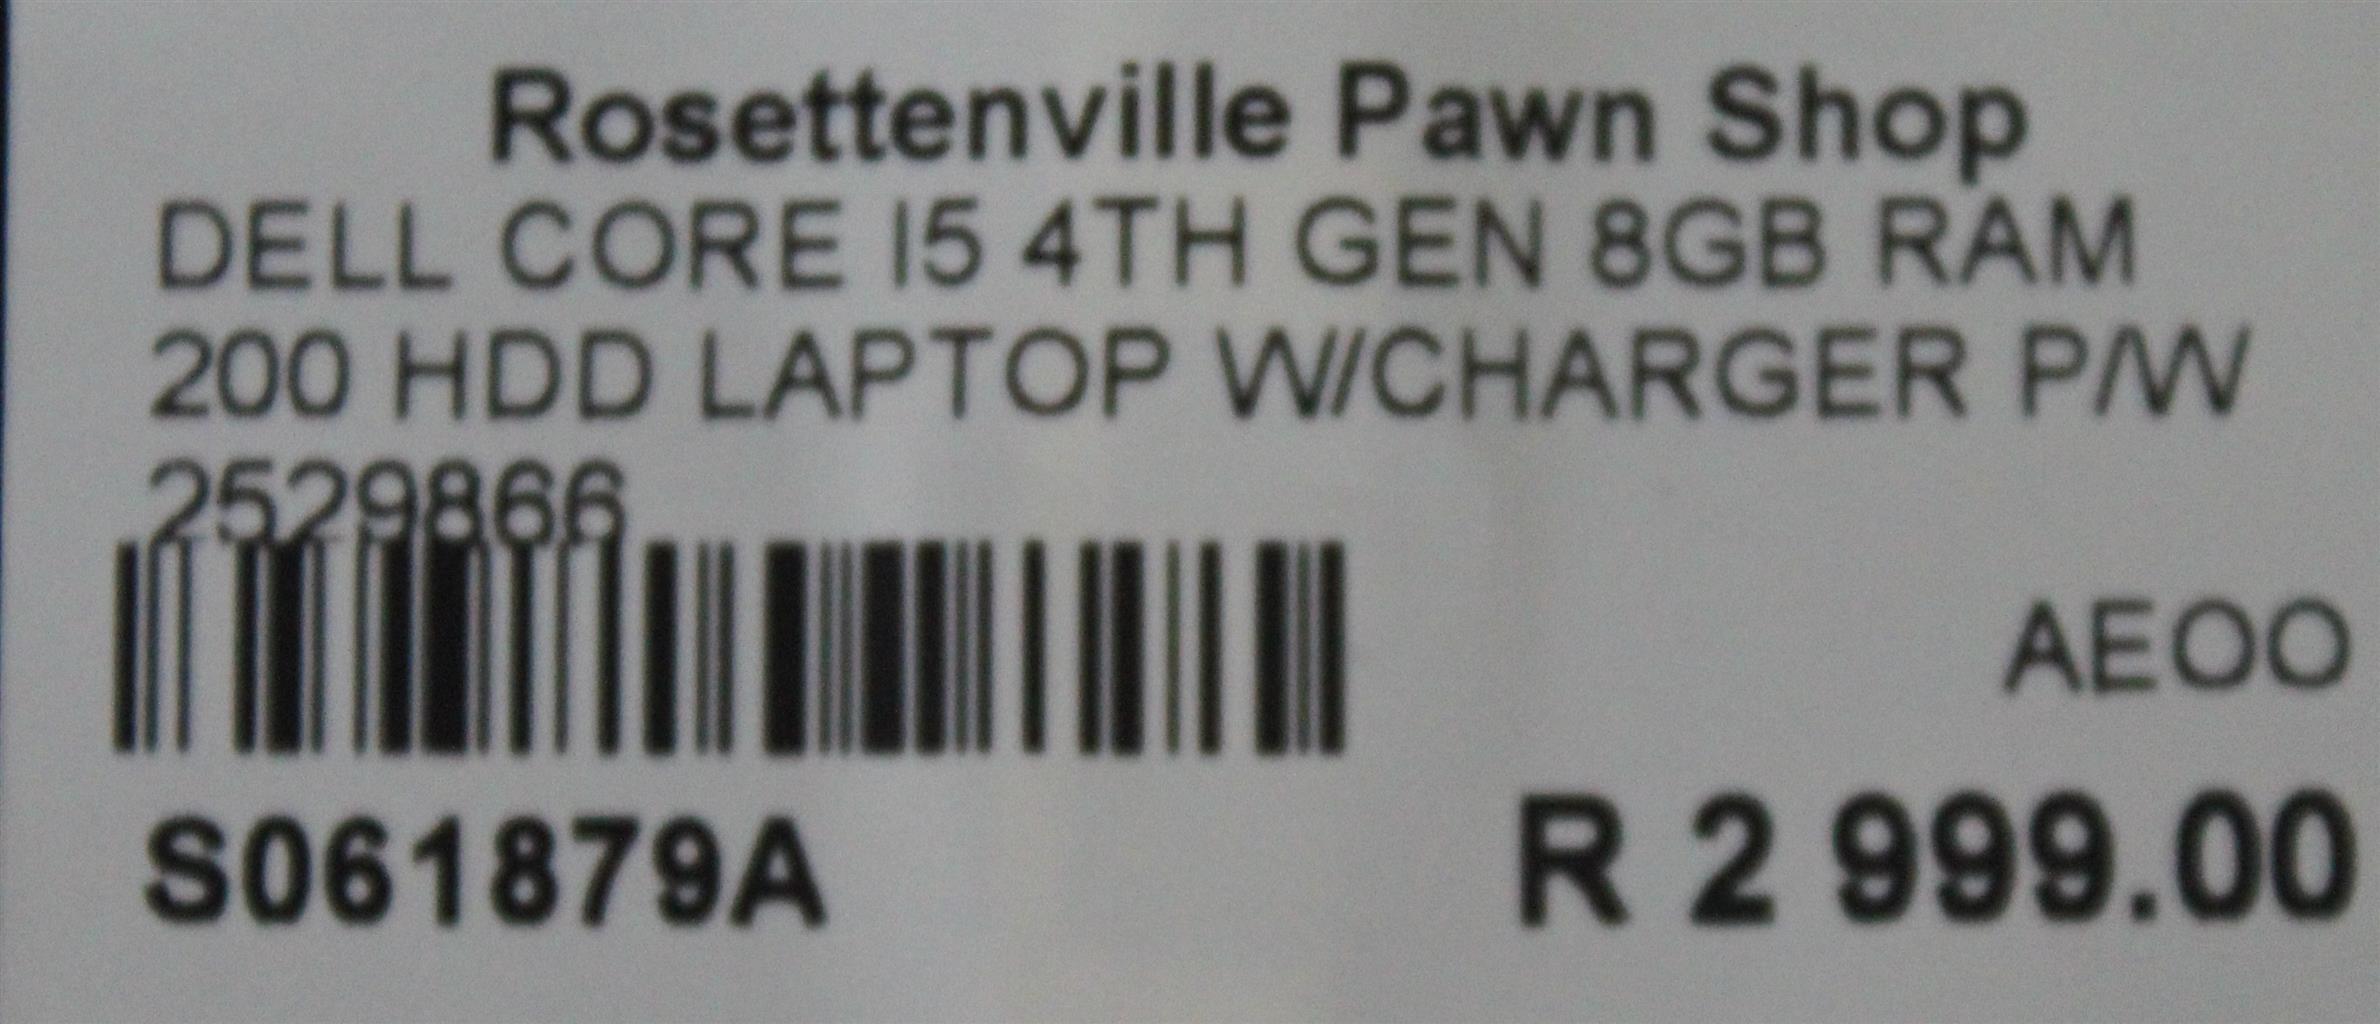 Rosettenville Pawn Shop
DELL CORE I5 4TH GEN 8GB RAM
200 HDD LAPTOP W/CHARGER P/W
2529866
AEOO
S061879A
R 2 999.00